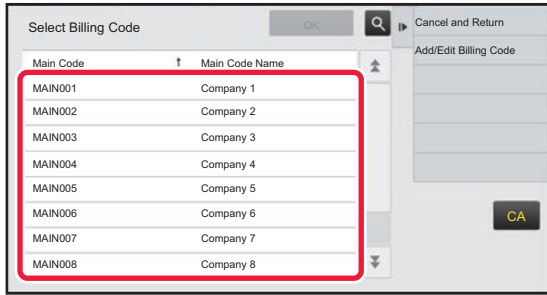 Select Billing Code
OK
Cancel and Return
Add/Edit Billing Code
Main Code ↑ Main Code Name
MAIN001 Company 1
MAIN002 Company 2
MAIN003 Company 3
MAIN004 Company 4
MAIN005 Company 5
MAIN006 Company 6
MAIN007 Company 7
MAIN008 Company 8
CA